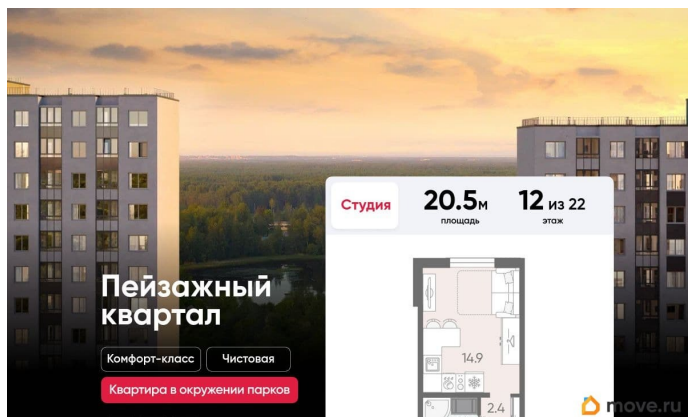 Студия
20.5м
площадь
12 из 22
этаж
Пейзажный
квартал
Комфорт-класс
Чистовая
Квартира в окружении парков
14.9
2.4
move.ru